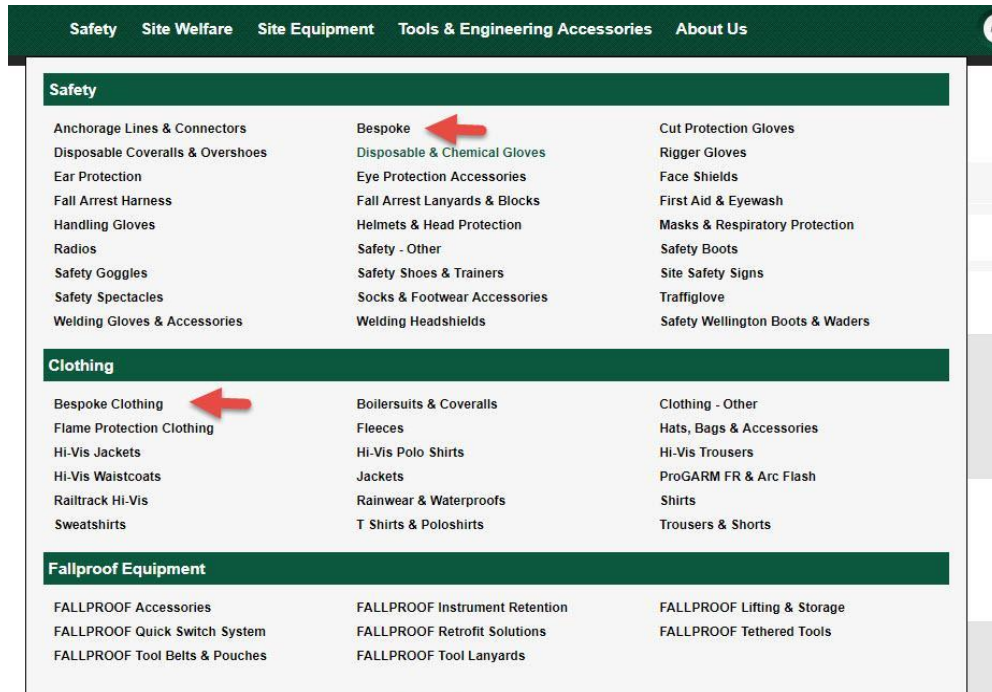 Safety Site Welfare Site Equipment Tools & Engineering Accessories About Us
Safety
Anchorage Lines & Connectors Bespoke Cut Protection Gloves
Disposable Coveralls & Overshoes Disposable & Chemical Gloves Rigger Gloves
Ear Protection Eye Protection Accessories Face Shields
Fall Arrest Harness Fall Arrest Lanyards & Blocks First Aid & Eyewash
Handling Gloves Helmets & Head Protection Masks & Respiratory Protection
Radios Safety - Other Safety Boots
Safety Goggles Safety Shoes & Trainers Site Safety Signs
Safety Spectacles Socks & Footwear Accessories Traffiglove
Welding Gloves & Accessories Welding Headshields Safety Wellington Boots & Waders
Clothing
Bespoke Clothing Boilersuits & Coveralls Clothing - Other
Flame Protection Clothing Fleeces Hats, Bags & Accessories
Hi-Vis Jackets Hi-Vis Polo Shirts Hi-Vis Trousers
Hi-Vis Waistcoats Jackets ProGARM FR & Arc Flash
Railtrack Hi-Vis Rainwear & Waterproofs Shirts
Sweatshirts T Shirts & Poloshirts Trousers & Shorts
Fallproof Equipment
FALLPROOF Accessories FALLPROOF Instrument Retention FALLPROOF Lifting & Storage
FALLPROOF Quick Switch System FALLPROOF Retrofit Solutions FALLPROOF Tethered Tools
FALLPROOF Tool Belts & Pouches FALLPROOF Tool Lanyards